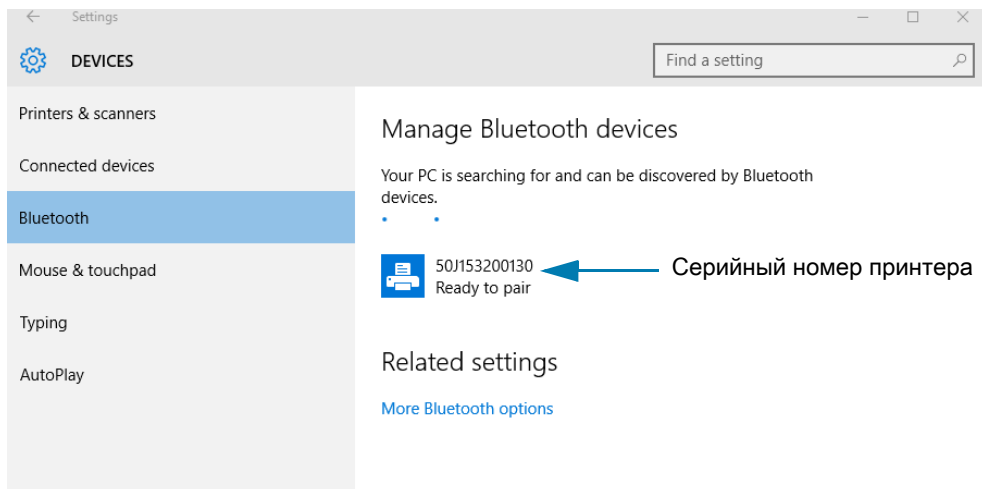 Settings
DEVICES
Find a setting
Printers & scanners
Connected devices
Bluetooth
Mouse & touchpad
Typing
AutoPlay
Manage Bluetooth devices
Your PC is searching for and can be discovered by Bluetooth
devices.
50J153200130
Серийный номер принтера
Ready to pair
Related settings
More Bluetooth options